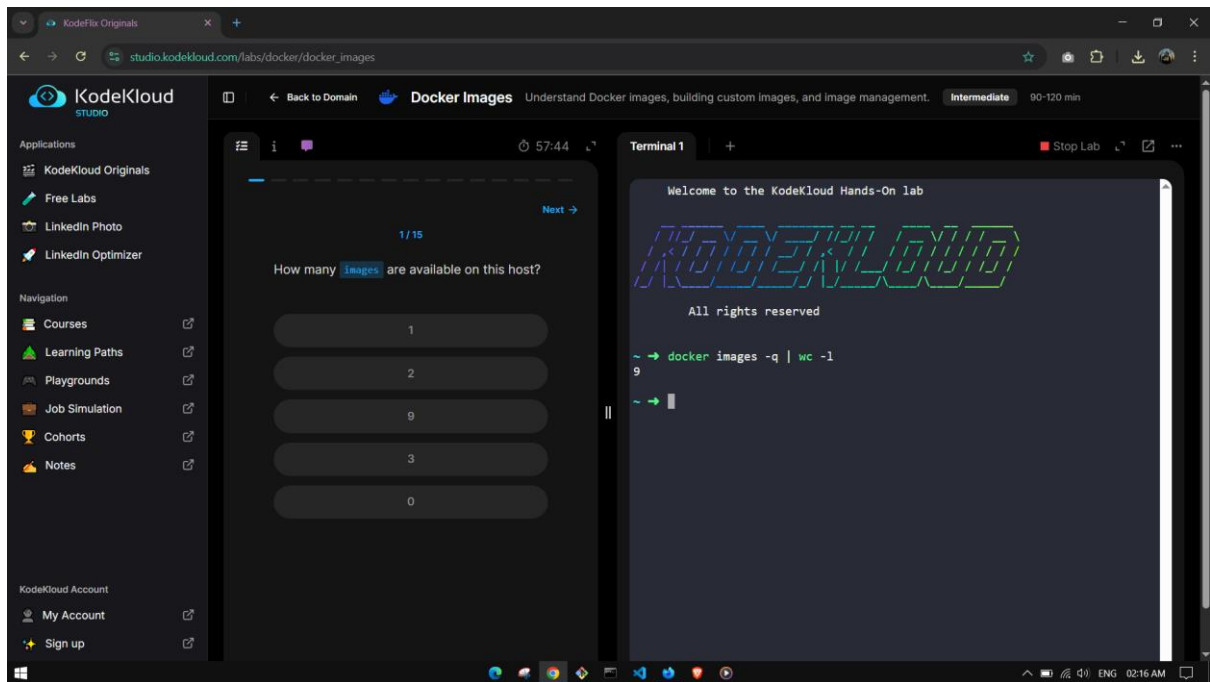 KodeFlix Originals
studio.kodekloud.com/labs/docker/docker_images
KodeKloud
STUDIO
Applications
KodeKloud Originals
Free Labs
LinkedIn Photo
LinkedIn Optimizer
Navigation
Courses
Learning Paths
Playgrounds
Job Simulation
Cohorts
Notes
KodeKloud Account
My Account
Sign up
← Back to Domain Docker Images Understand Docker images, building custom images, and image management. Intermediate 90-120 min
57:44
Next →
1 / 15
How many images are available on this host?
1
2
9
3
0
Terminal 1 + Stop Lab
Welcome to the KodeKloud Hands-On lab
KODEKLOUD
All rights reserved
~ → docker images -q | wc -l
9
~ →
ENG 02:16 AM